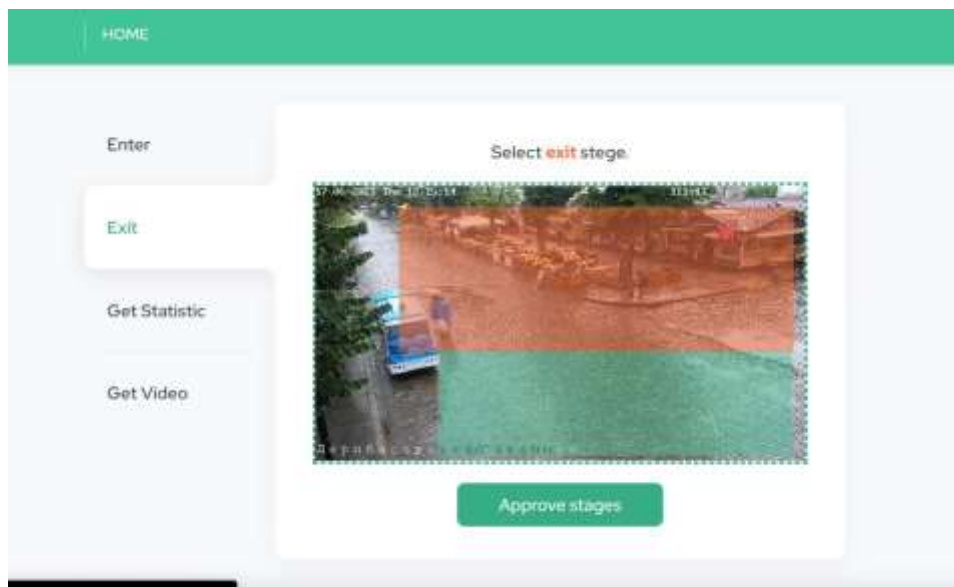 HOME
Enter
Select exit stege.
Exit
Get Statistic
Get Video
Approve stages